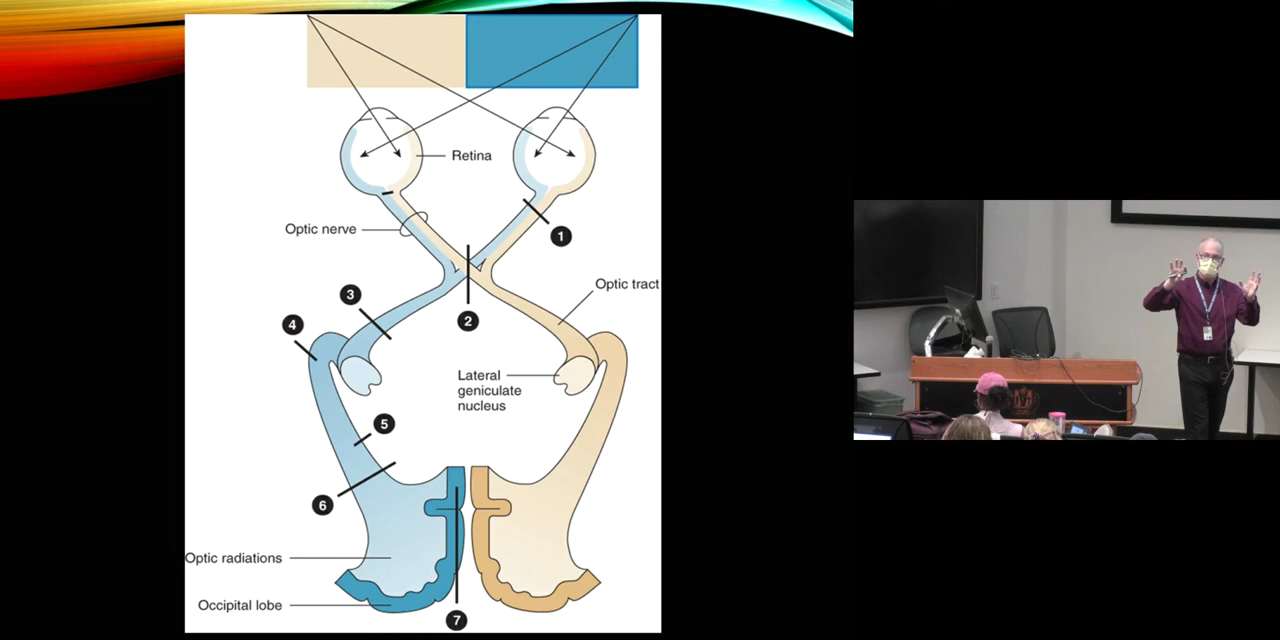 Retina
Optic nerve
1
Optic tract
3
2
4
Lateral
geniculate
nucleus
5
6
Optic radiations
Occipital lobe
7